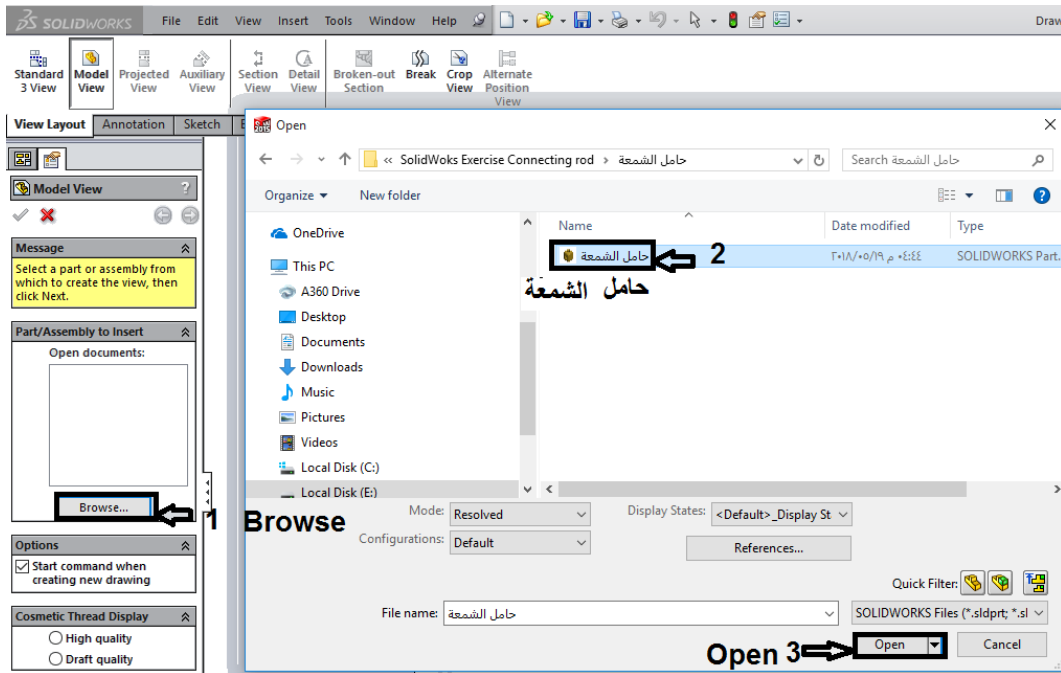 SOLIDWORKS File Edit View Insert Tools Window Help Draw
Standard 3 View
Model View
Projected View
Auxiliary View
Section View
Detail View
Broken-out Section
Break
Crop View
Alternate Position View
View Layout Annotation Sketch E
Model View ?
Message
Select a part or assembly from
which to create the view, then
click Next.
Part/Assembly to Insert
Open documents:
Browse...
1 Browse
Options
Start command when
creating new drawing
Cosmetic Thread Display
High quality
Draft quality
Open
« SolidWoks Exercise Connecting rod › حامل الشمعة
Search حامل الشمعة
Organize New folder
OneDrive
This PC
A360 Drive
Desktop
Documents
Downloads
Music
Pictures
Videos
Local Disk (C:)
Local Disk (E:)
Name Date modified Type
حامل الشمعة 2 ٢٠١٨/٠٥/١٩ ٠٤:٤٤ م SOLIDWORKS Part.
حامل الشمعة
Mode: Resolved Display States: <Default>_Display St
Configurations: Default References...
Quick Filter:
File name: حامل الشمعة SOLIDWORKS Files (*.sldprt; *.sl
Open 3 Open Cancel